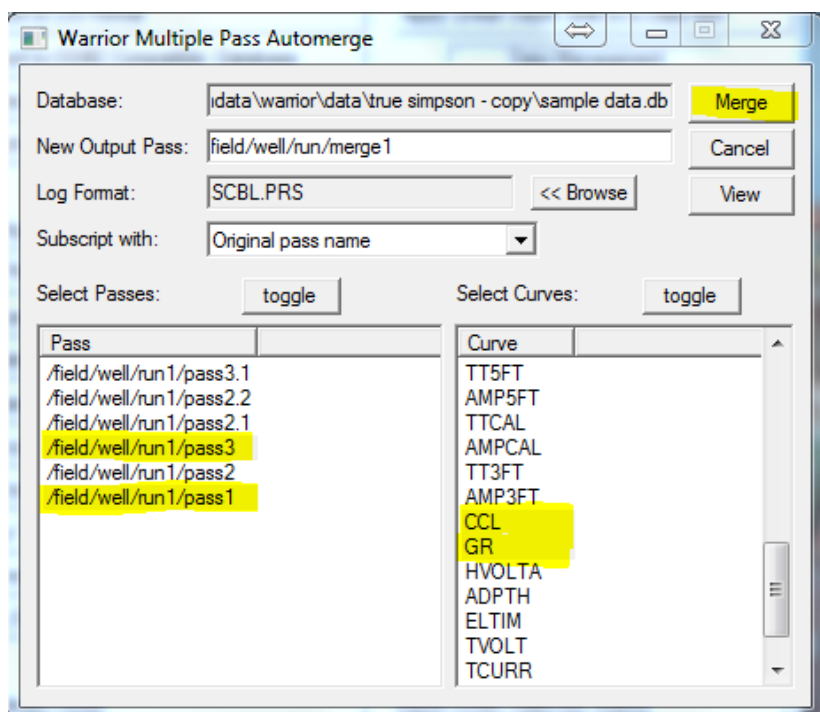 Warrior Multiple Pass Automerge
Database: ıdata\warrior\data\true simpson - copy\sample data.db Merge
New Output Pass: field/well/run/merge1 Cancel
Log Format: SCBL.PRS << Browse View
Subscript with: Original pass name
Select Passes: toggle Select Curves: toggle
Pass Curve
/field/well/run1/pass3.1 TT5FT
/field/well/run1/pass2.2 AMP5FT
/field/well/run1/pass2.1 TTCAL
/field/well/run1/pass3 AMPCAL
/field/well/run1/pass2 TT3FT
/field/well/run1/pass1 AMP3FT
CCL
GR
HVOLTA
ADPTH
ELTIM
TVOLT
TCURR